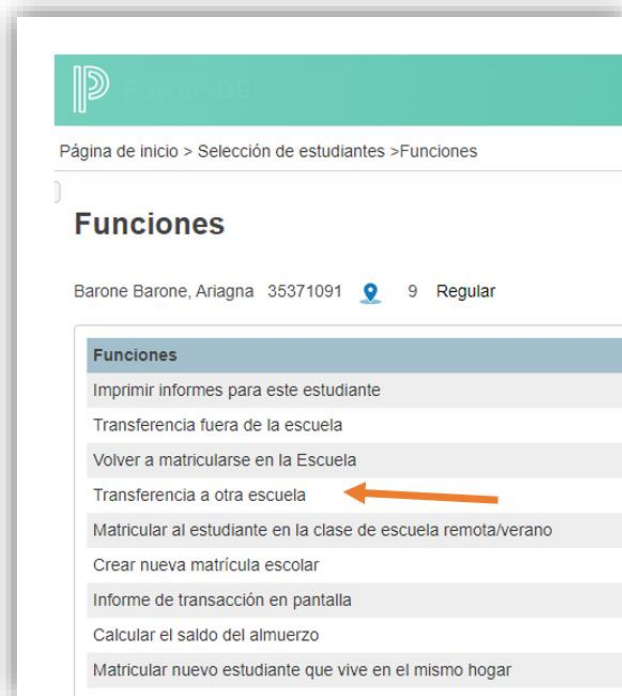 Página de inicio > Selección de estudiantes >Funciones
Funciones
Barone Barone, Ariagna 35371091 9 Regular
Funciones
Imprimir informes para este estudiante
Transferencia fuera de la escuela
Volver a matricularse en la Escuela
Transferencia a otra escuela
Matricular al estudiante en la clase de escuela remota/verano
Crear nueva matrícula escolar
Informe de transacción en pantalla
Calcular el saldo del almuerzo
Matricular nuevo estudiante que vive en el mismo hogar